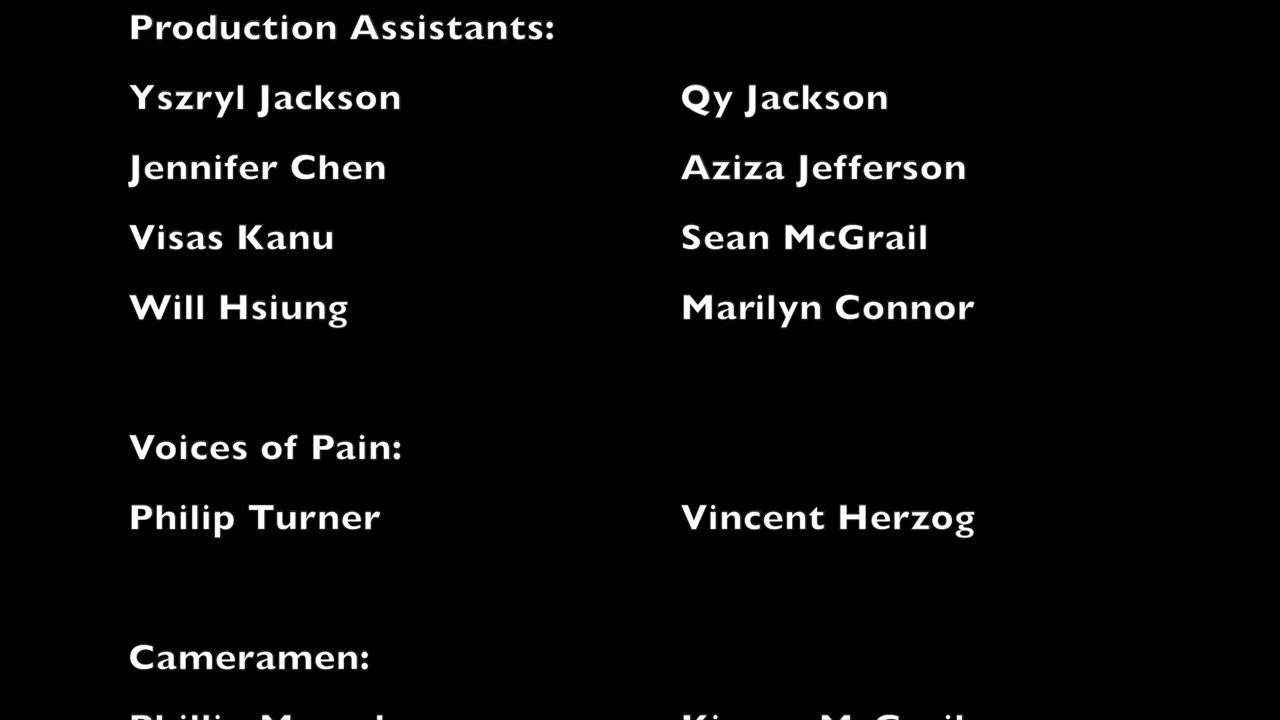 Production Assistants:
Yszryl Jackson Qy Jackson
Jennifer Chen Aziza Jefferson
Visas Kanu Sean McGrail
Will Hsiung Marilyn Connor
Voices of Pain:
Philip Turner Vincent Herzog
Cameramen: